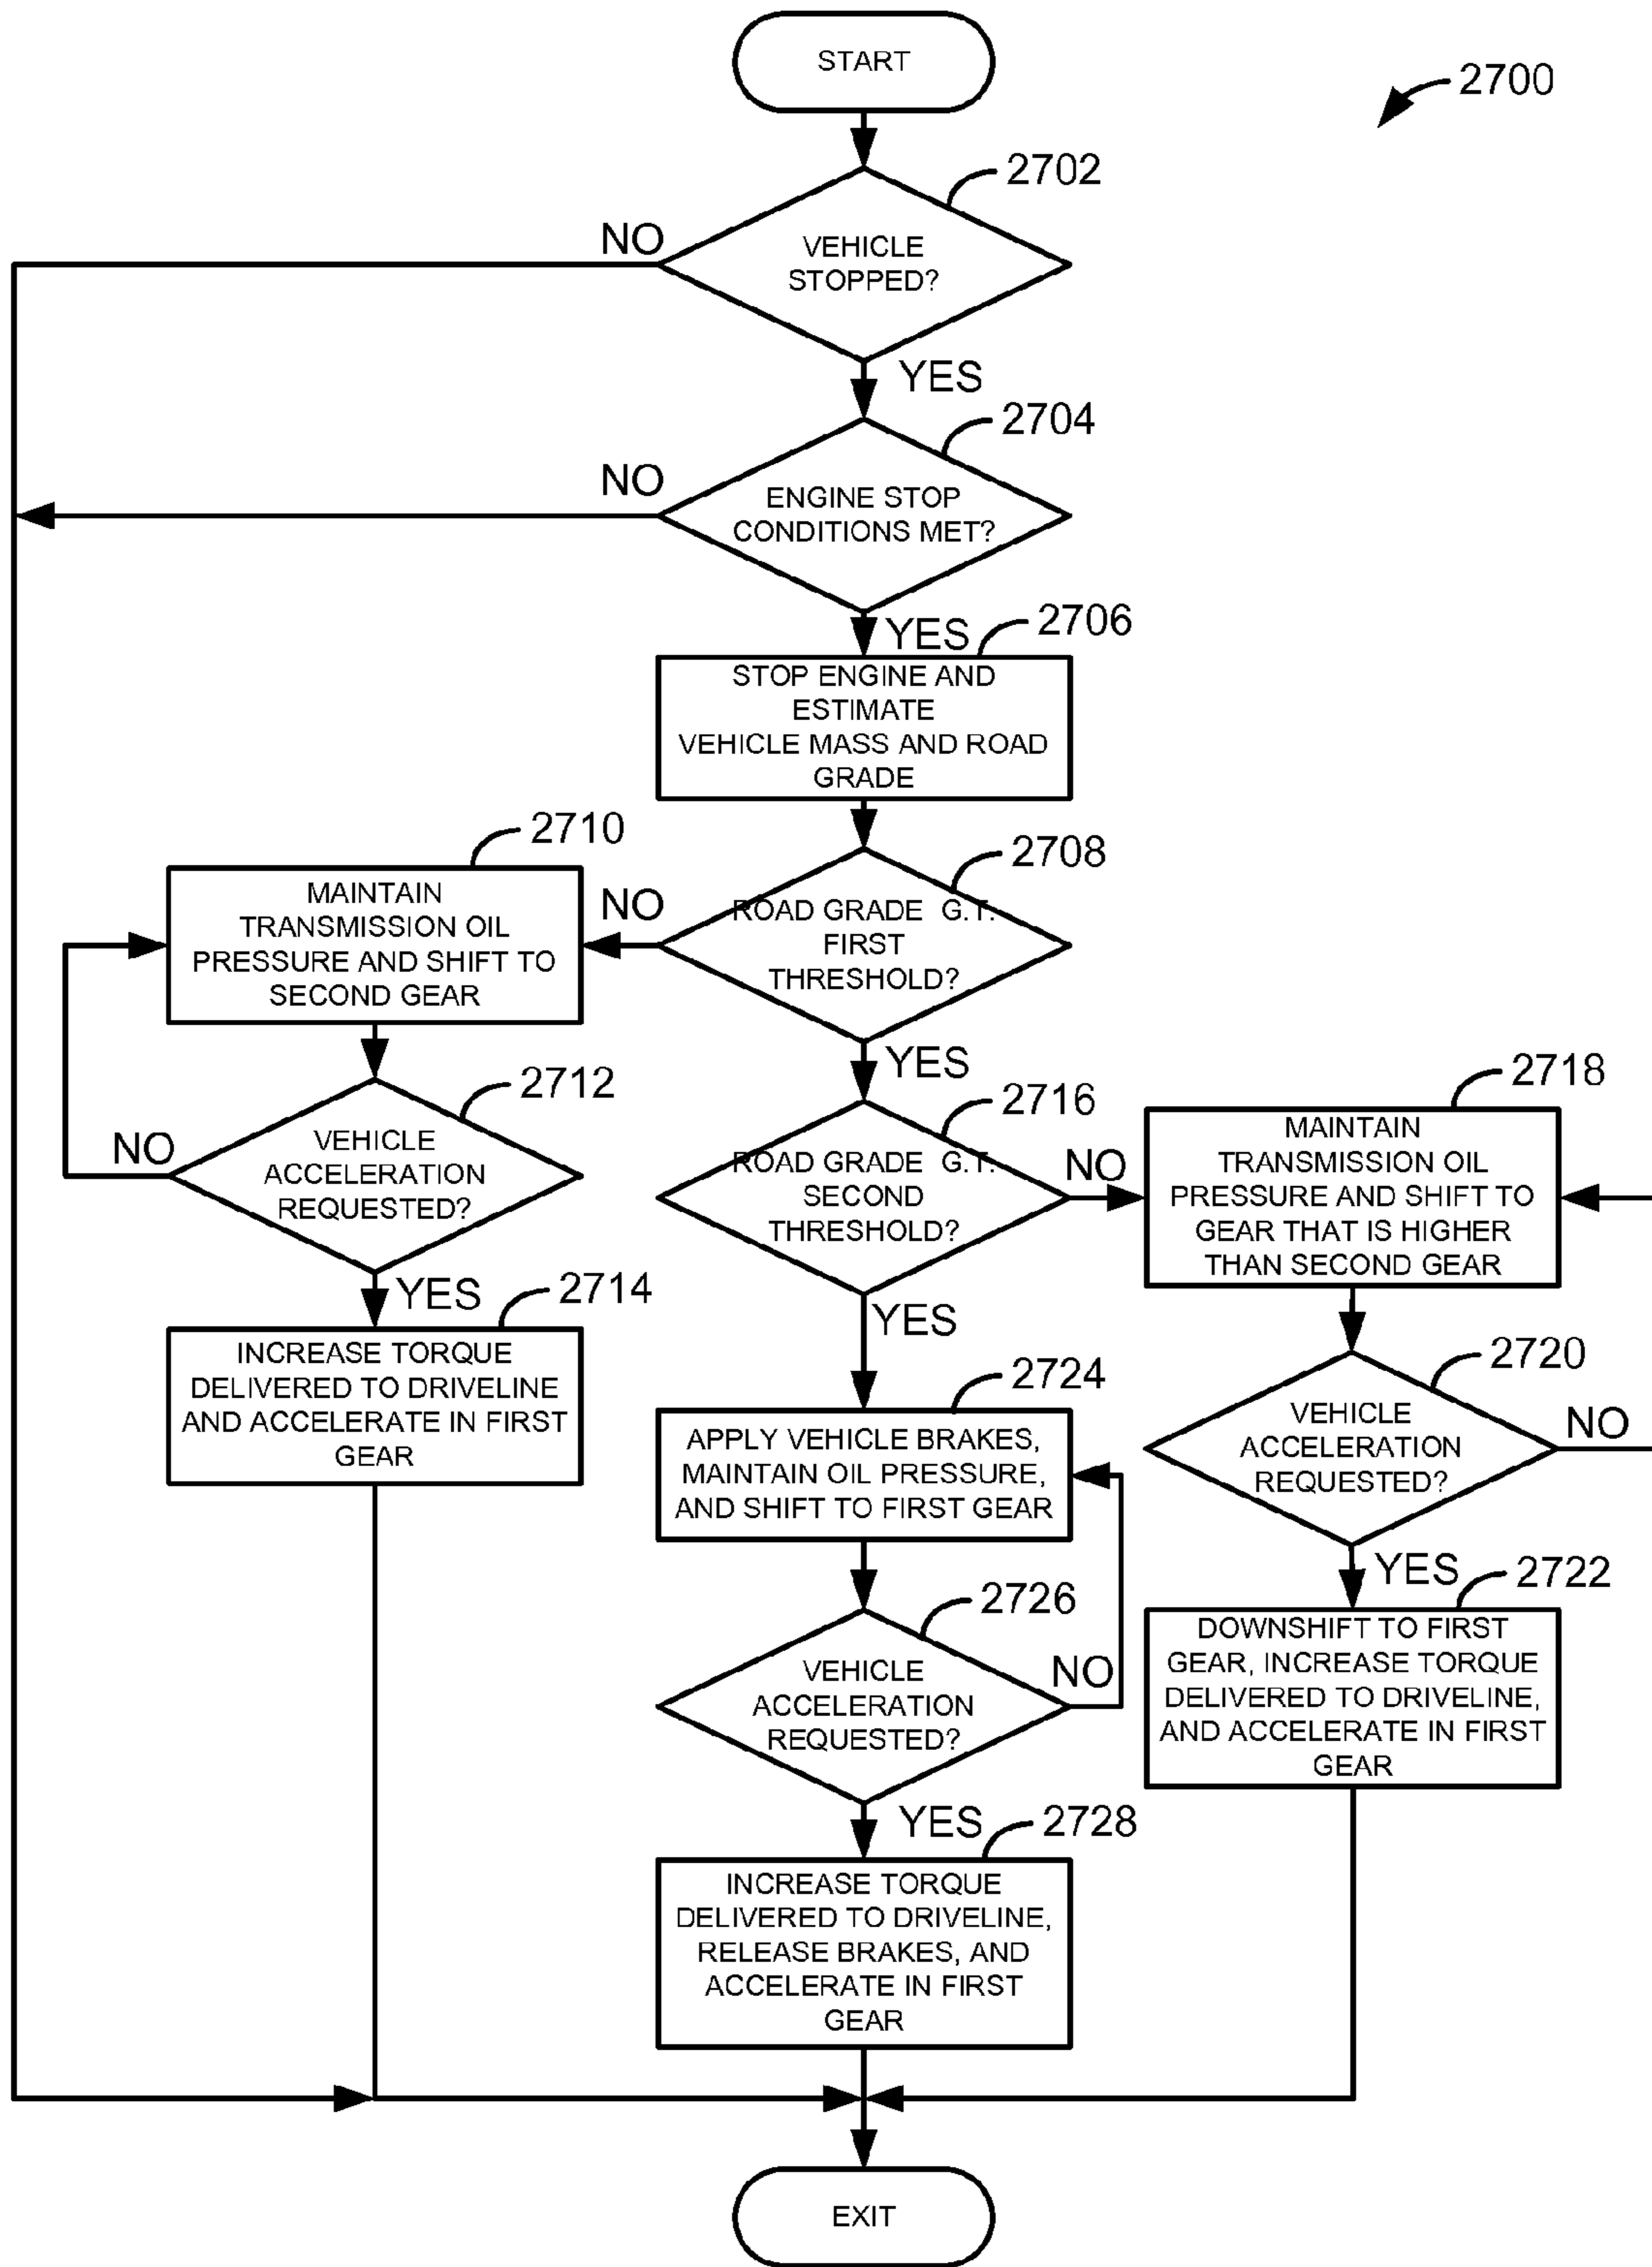 START
2700
2702
VEHICLE
STOPPED?
NO
YES
2704
ENGINE STOP
CONDITIONS MET?
NO
YES
2706
STOP ENGINE AND
ESTIMATE
VEHICLE MASS AND ROAD
GRADE
2708
ROAD GRADE G.T.
FIRST
THRESHOLD?
NO
YES
2710
MAINTAIN
TRANSMISSION OIL
PRESSURE AND SHIFT TO
SECOND GEAR
2712
VEHICLE
ACCELERATION
REQUESTED?
NO
YES
2714
INCREASE TORQUE
DELIVERED TO DRIVELINE
AND ACCELERATE IN FIRST
GEAR
2716
ROAD GRADE G.T.
SECOND
THRESHOLD?
NO
YES
2718
MAINTAIN
TRANSMISSION OIL
PRESSURE AND SHIFT TO
GEAR THAT IS HIGHER
THAN SECOND GEAR
2720
VEHICLE
ACCELERATION
REQUESTED?
NO
YES
2722
DOWNSHIFT TO FIRST
GEAR, INCREASE TORQUE
DELIVERED TO DRIVELINE,
AND ACCELERATE IN FIRST
GEAR
2724
APPLY VEHICLE BRAKES,
MAINTAIN OIL PRESSURE,
AND SHIFT TO FIRST GEAR
2726
VEHICLE
ACCELERATION
REQUESTED?
NO
YES
2728
INCREASE TORQUE
DELIVERED TO DRIVELINE,
RELEASE BRAKES, AND
ACCELERATE IN FIRST
GEAR
EXIT